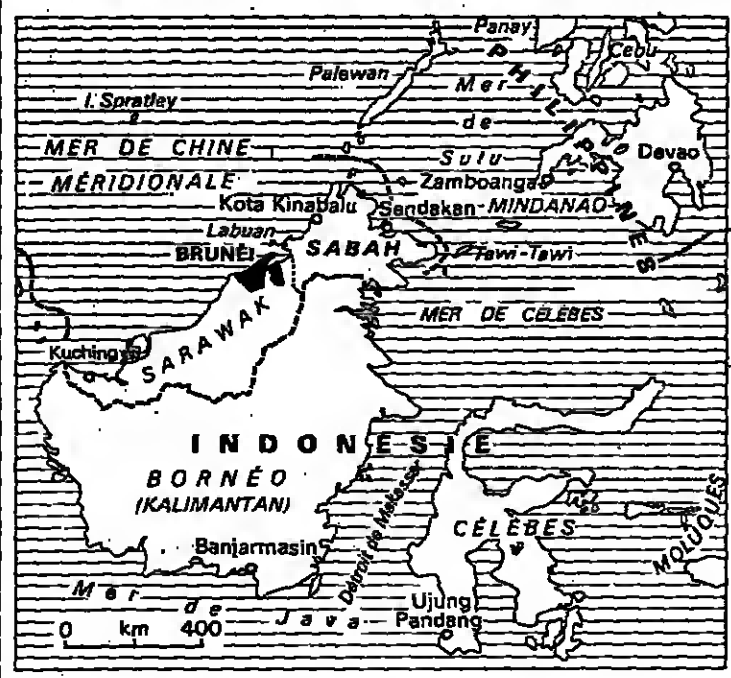 Panay
Cebu
PHILIPPINES
Palawan
Mer
de
Sulu
I. Spratley
MER DE CHINE
MÉRIDIONALE
Davao
Zamboanga
Kota Kinabalu
Sandakan
MINDANAO
Labuan
BRUNEI
SABAH
Tawi-Tawi
MER DE CÉLÈBES
SARAWAK
Kuching
INDONESIE
BORNÉO
(KALIMANTAN)
Détroit de Makassar
CÉLÈBES
MOLUQUES
Banjarmasin
Mer de Java
Ujung
Pandang
0 km 400